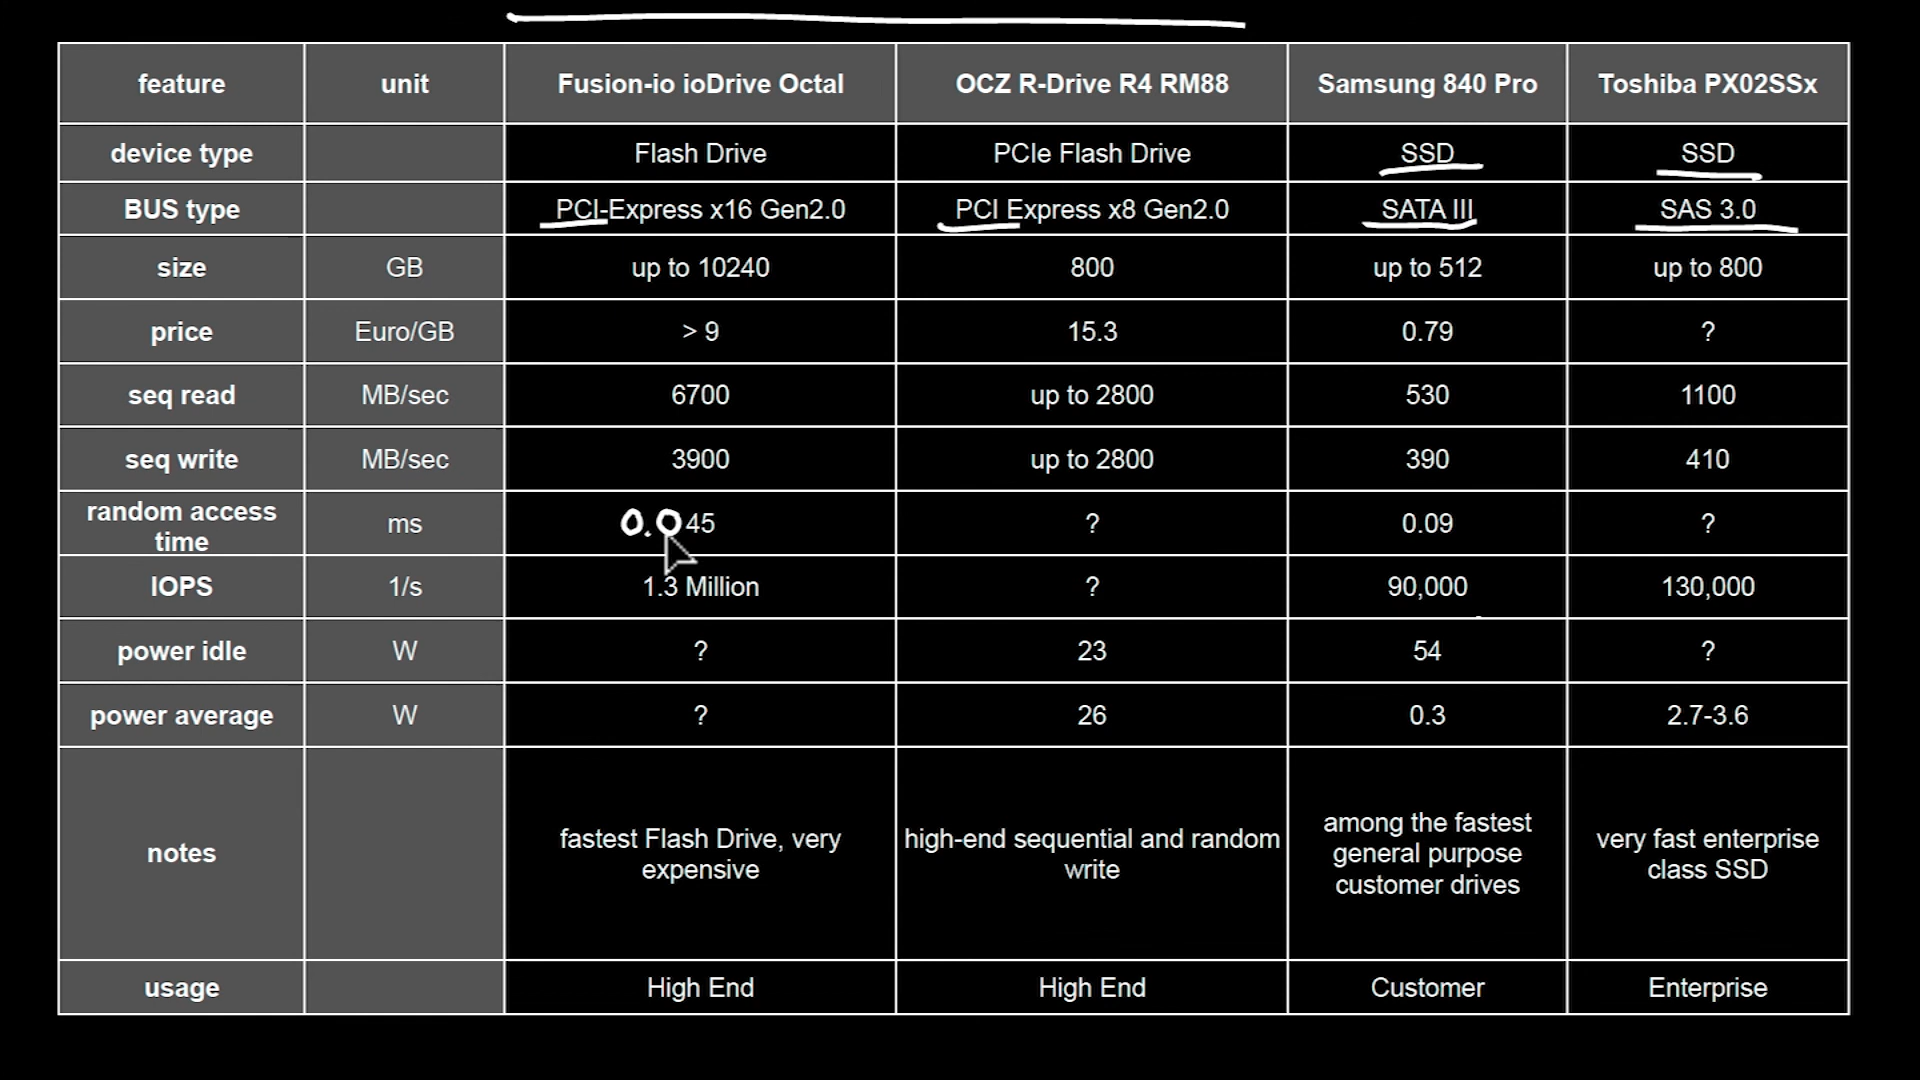 feature unit Fusion-io ioDrive Octal OCZ R-Drive R4 RM88 Samsung 840 Pro Toshiba PX02SSx
device type Flash Drive PCIe Flash Drive SSD SSD
BUS type PCI-Express x16 Gen2.0 PCI Express x8 Gen2.0 SATA III SAS 3.0
size GB up to 10240 800 up to 512 up to 800
price Euro/GB > 9 15.3 0.79 ?
seq read MB/sec 6700 up to 2800 530 1100
seq write MB/sec 3900 up to 2800 390 410
random access
time ms 0.045 ? 0.09 ?
IOPS 1/s 1.3 Million ? 90,000 130,000
power idle W ? 23 54 ?
power average W ? 26 0.3 2.7-3.6
notes
fastest Flash Drive, very
expensive
high-end sequential and random
write
among the fastest
general purpose
customer drives
very fast enterprise
class SSD
usage High End High End Customer Enterprise